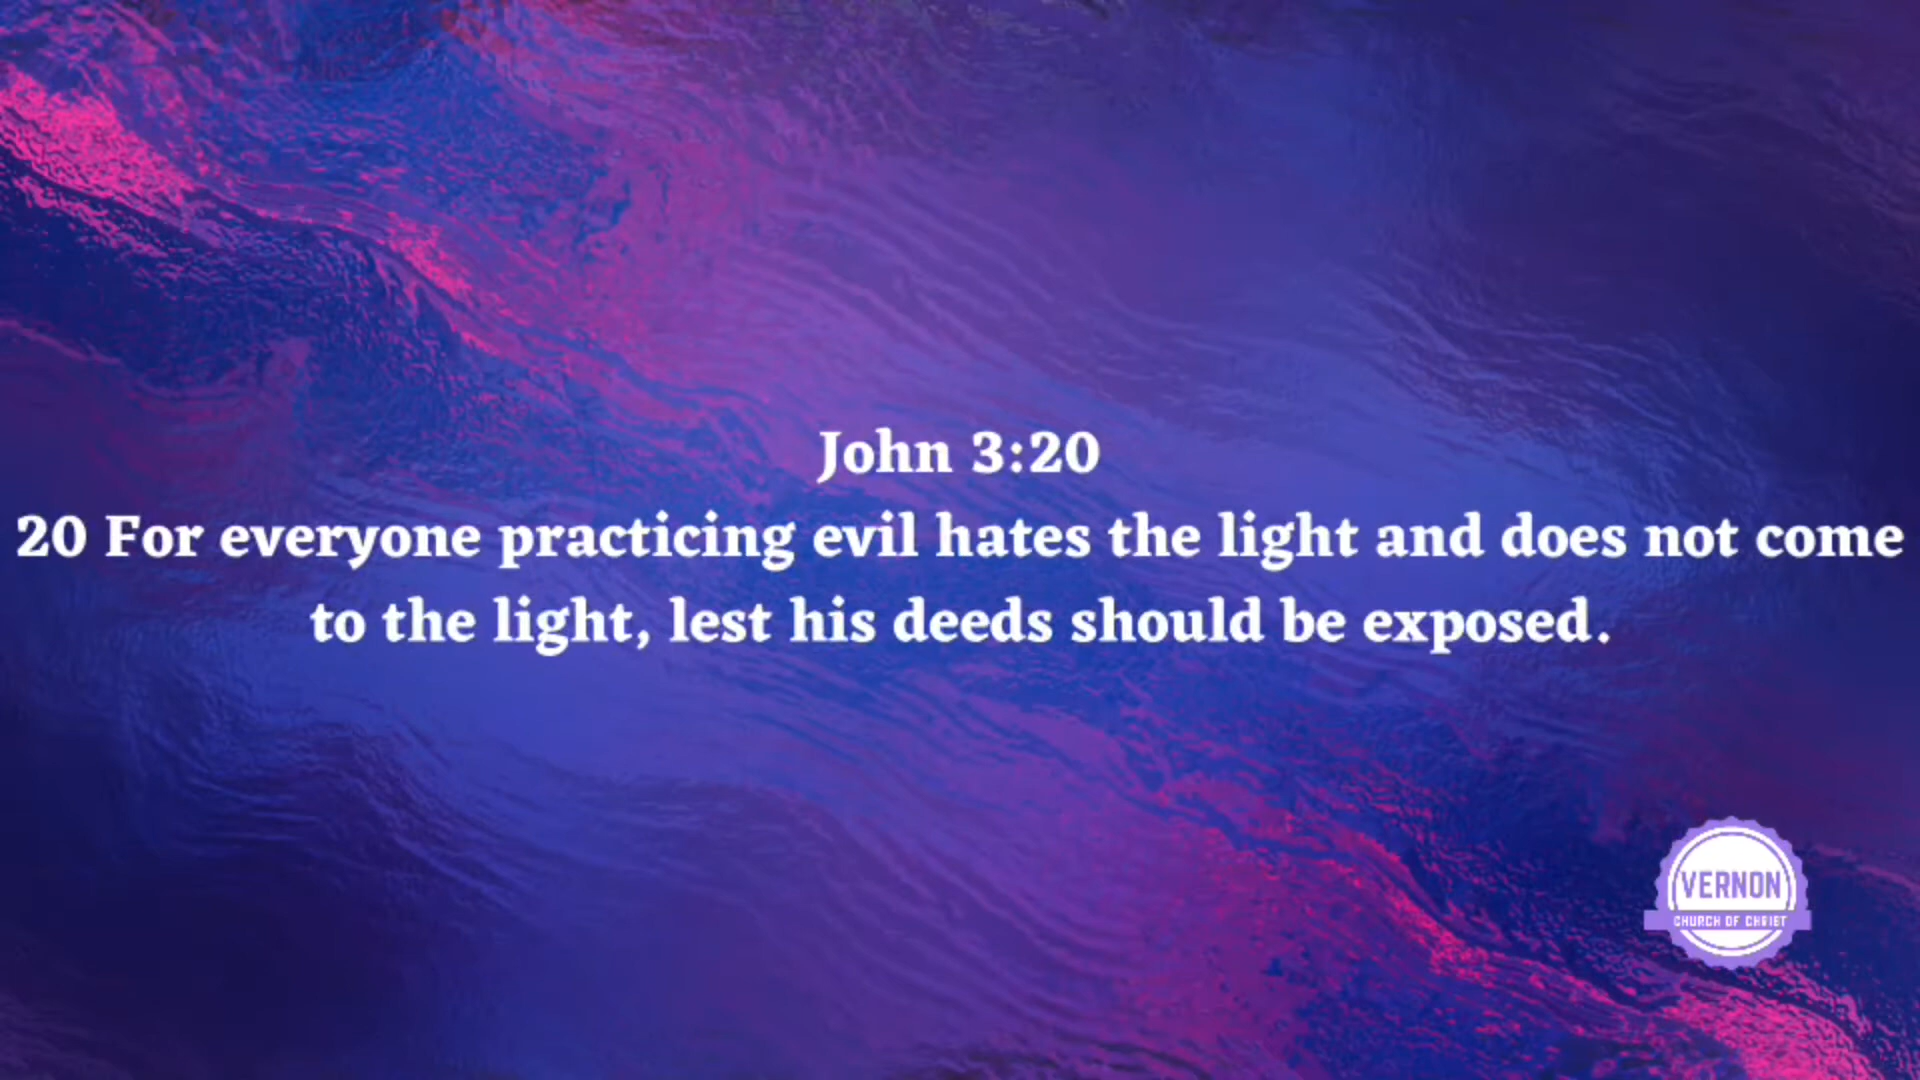 John 3:20
20 For everyone practicing evil hates the light and does not come
to the light, lest his deeds should be exposed.
VERNON
CHURCH OF CHRIST